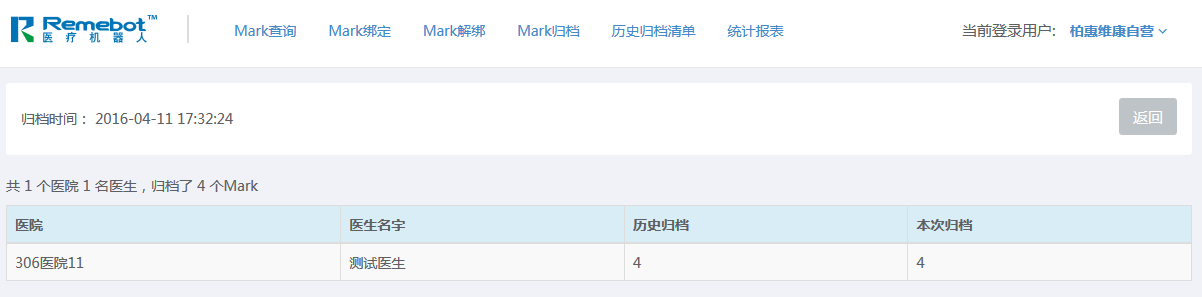 Remebot™
医疗机器人
Mark查询 Mark绑定 Mark解绑 Mark归档 历史归档清单 统计报表 当前登录用户: 柏惠维康自营
归档时间： 2016-04-11 17:32:24 返回
共 1 个医院 1 名医生，归档了 4 个Mark
医院 医生名字 历史归档 本次归档
306医院11 测试医生 4 4